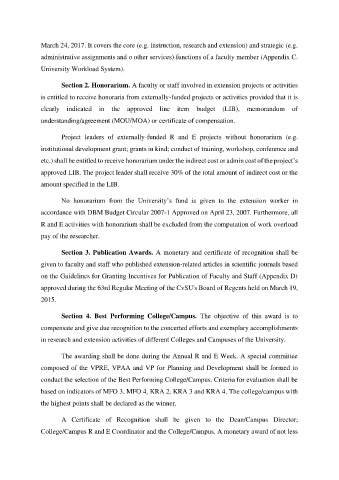 March 24, 2017. It covers the core (e.g. instruction, research and extension) and strategic (e.g.
administrative assignments and o other services) functions of a faculty member (Appendix C.
University Workload System).
Section 2. Honorarium. A faculty or staff involved in extension projects or activities
is entitled to receive honoraria from externally-funded projects or activities provided that it is
clearly indicated in the approved line item budget (LIB), memorandum of
understanding/agreement (MOU/MOA) or certificate of compensation.
Project leaders of externally-funded R and E projects without honorarium (e.g.
institutional development grant; grants in kind; conduct of training, workshop, conference and
etc.) shall be entitled to receive honorarium under the indirect cost or admin cost of the project's
approved LIB. The project leader shall receive 30% of the total amount of indirect cost or the
amount specified in the LIB.
No honorarium from the University's fund is given to the extension worker in
accordance with DBM Budget Circular 2007-1 Approved on April 23, 2007. Furthermore, all
R and E activities with honorarium shall be excluded from the computation of work overload
pay of the researcher.
Section 3. Publication Awards. A monetary and certificate of recognition shall be
given to faculty and staff who published extension-related articles in scientific journals based
on the Guidelines for Granting Incentives for Publication of Faculty and Staff (Appendix D)
approved during the 63rd Regular Meeting of the CvSU's Board of Regents held on March 19,
2015.
Section 4. Best Performing College/Campus. The objective of this award is to
compensate and give due recognition to the concerted efforts and exemplary accomplishments
in research and extension activities of different Colleges and Campuses of the University.
The awarding shall be done during the Annual R and E Week. A special committee
composed of the VPRE, VPAA and VP for Planning and Development shall be formed to
conduct the selection of the Best Performing College/Campus. Criteria for evaluation shall be
based on indicators of MFO 3, MFO 4, KRA 2, KRA 3 and KRA 4. The college/campus with
the highest points shall be declared as the winner.
A Certificate of Recognition shall be given to the Dean/Campus Director;
College/Campus R and E Coordinator and the College/Campus. A monetary award of not less